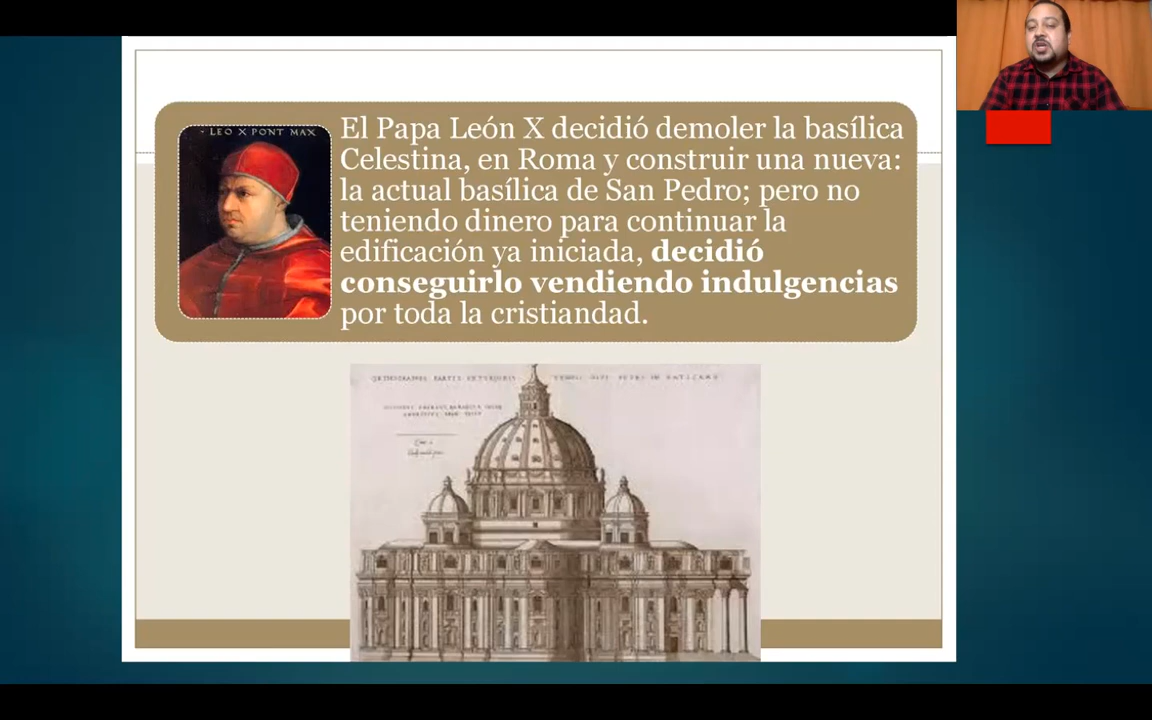 - LEO X PONT MAX
El Papa León X decidió demoler la basílica
Celestina, en Roma y construir una nueva:
la actual basílica de San Pedro; pero no
teniendo dinero para continuar la
edificación ya iniciada, decidió
conseguirlo vendiendo indulgencias
por toda la cristiandad.